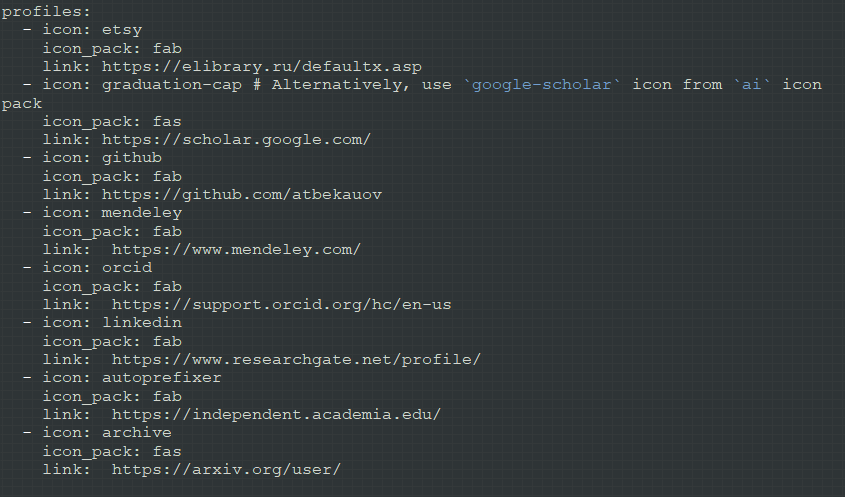 profiles:
  - icon: etsy
    icon_pack: fab
    link: https://elibrary.ru/defaultx.asp
  - icon: graduation-cap # Alternatively, use `google-scholar` icon from `ai` icon
pack
    icon_pack: fas
    link: https://scholar.google.com/
  - icon: github
    icon_pack: fab
    link: https://github.com/atbekauov
  - icon: mendeley
    icon_pack: fab
    link:  https://www.mendeley.com/
  - icon: orcid
    icon_pack: fab
    link:  https://support.orcid.org/hc/en-us
  - icon: linkedin
    icon_pack: fab
    link:  https://www.researchgate.net/profile/
  - icon: autoprefixer
    icon_pack: fab
    link:  https://independent.academia.edu/
  - icon: archive
    icon_pack: fas
    link:  https://arxiv.org/user/